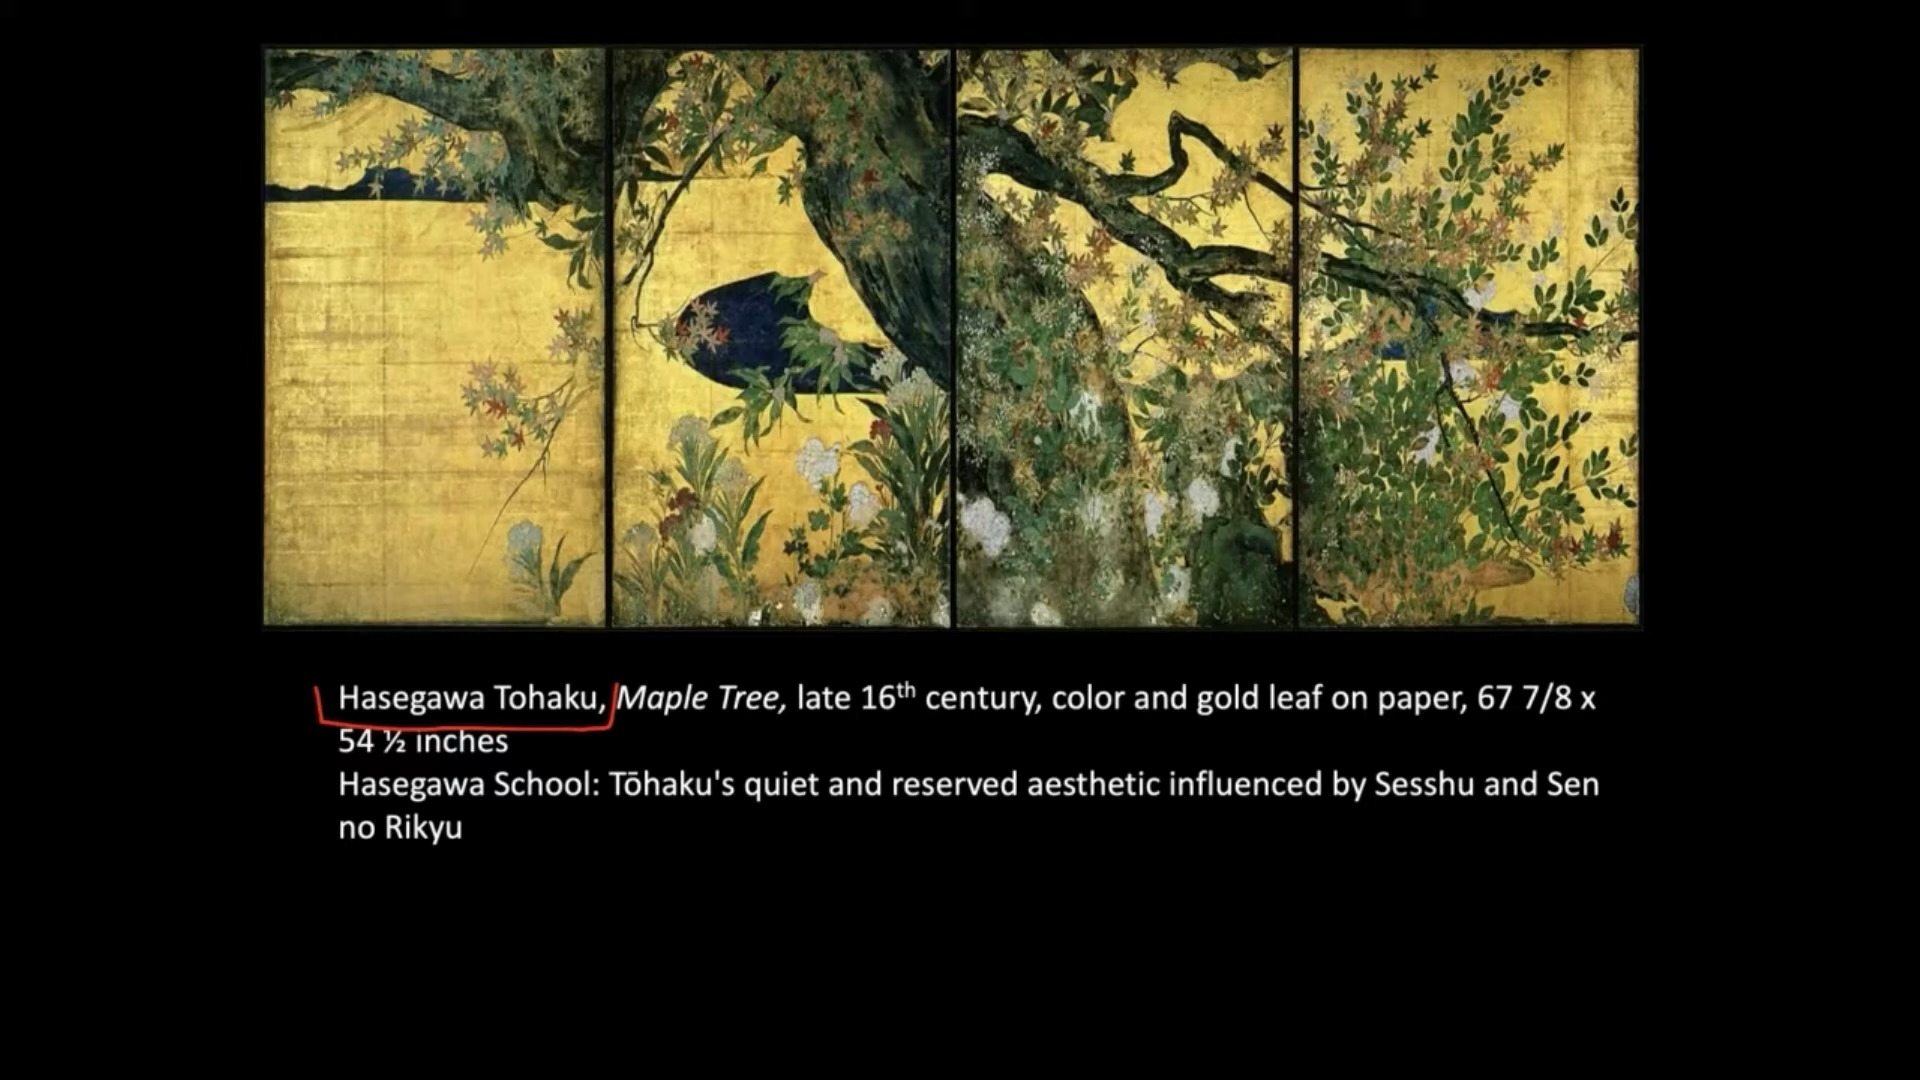 Hasegawa Tohaku, Maple Tree, late 16th century, color and gold leaf on paper, 67 7/8 x
54 ½ inches
Hasegawa School: Tōhaku's quiet and reserved aesthetic influenced by Sesshu and Sen
no Rikyu